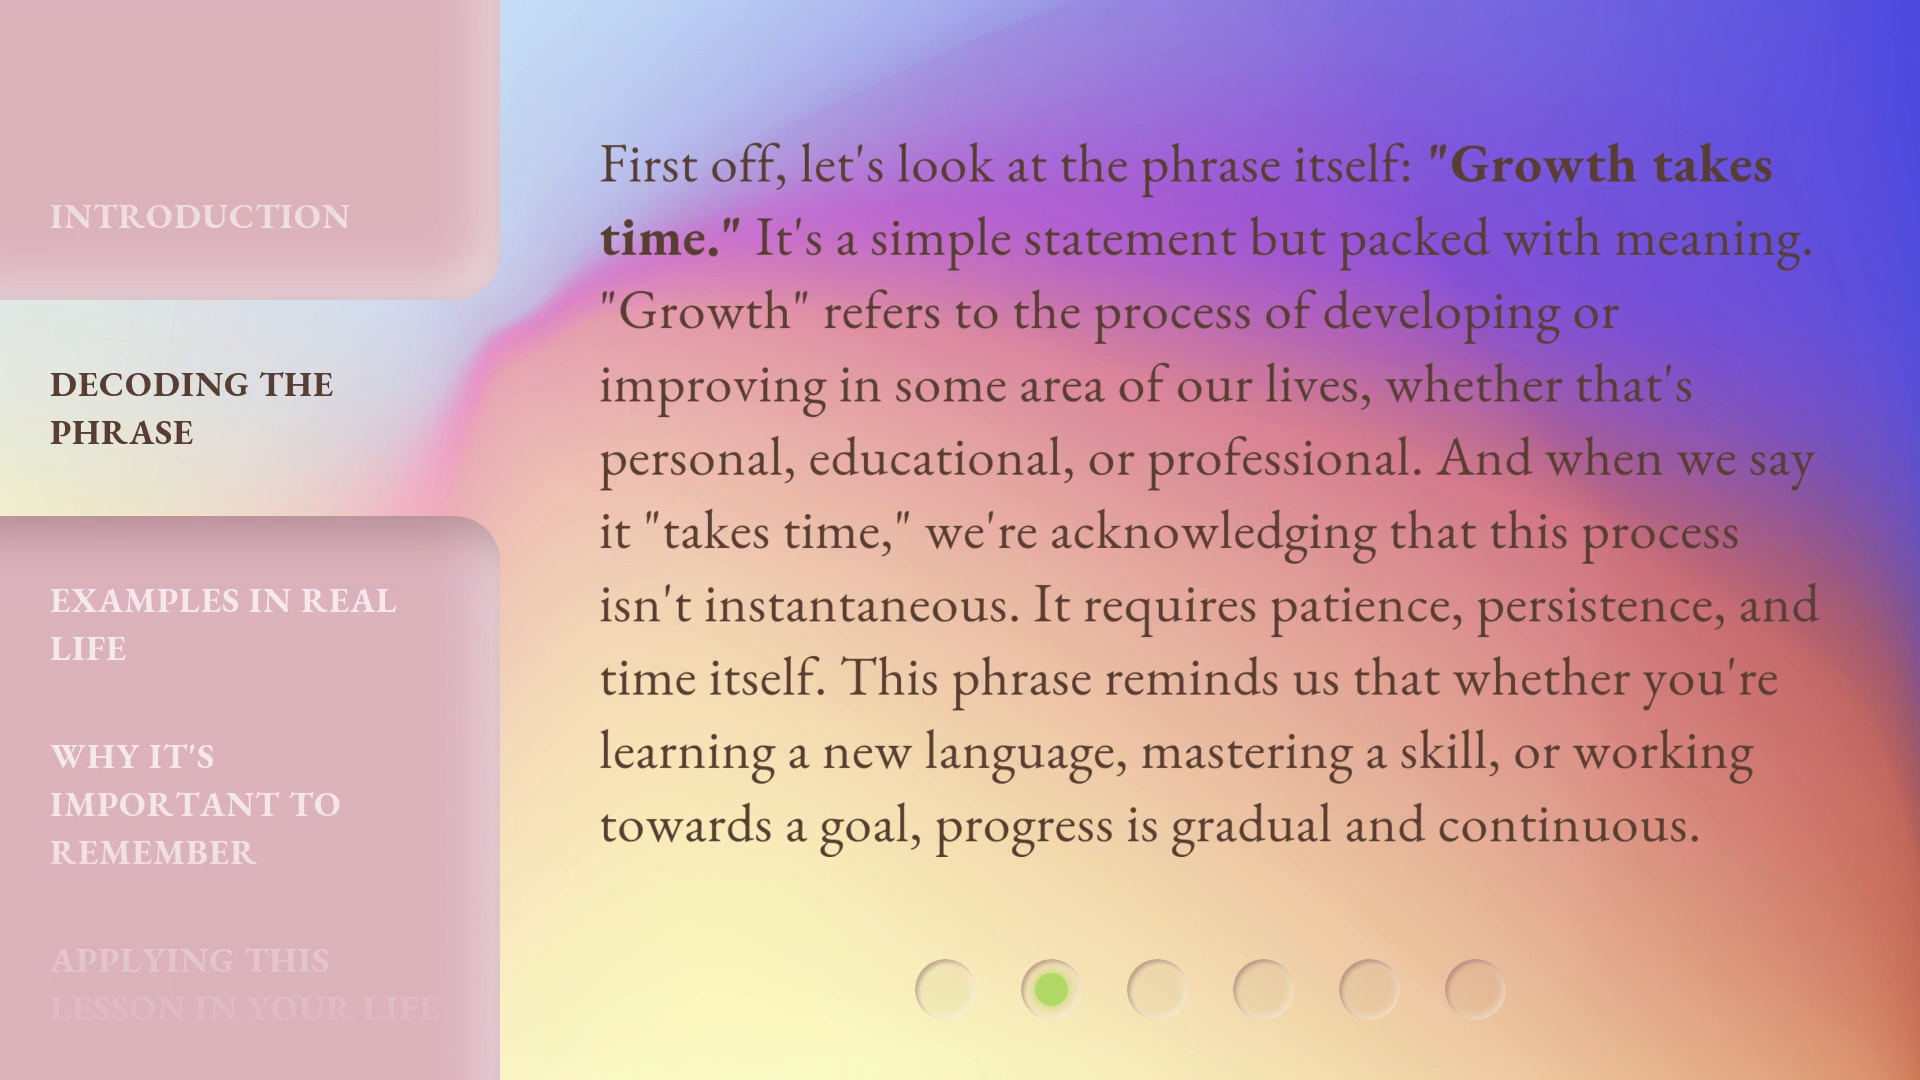 INTRODUCTION
DECODING THE
PHRASE
EXAMPLES IN REAL
LIFE
WHY IT'S
IMPORTANT TO
REMEMBER
APPLYING THIS
LESSON IN YOUR LIFE
First off, let's look at the phrase itself: "Growth takes
time." It's a simple statement but packed with meaning.
"Growth" refers to the process of developing or
improving in some area of our lives, whether that's
personal, educational, or professional. And when we say
it "takes time," we're acknowledging that this process
isn't instantaneous. It requires patience, persistence, and
time itself. This phrase reminds us that whether you're
learning a new language, mastering a skill, or working
towards a goal, progress is gradual and continuous.